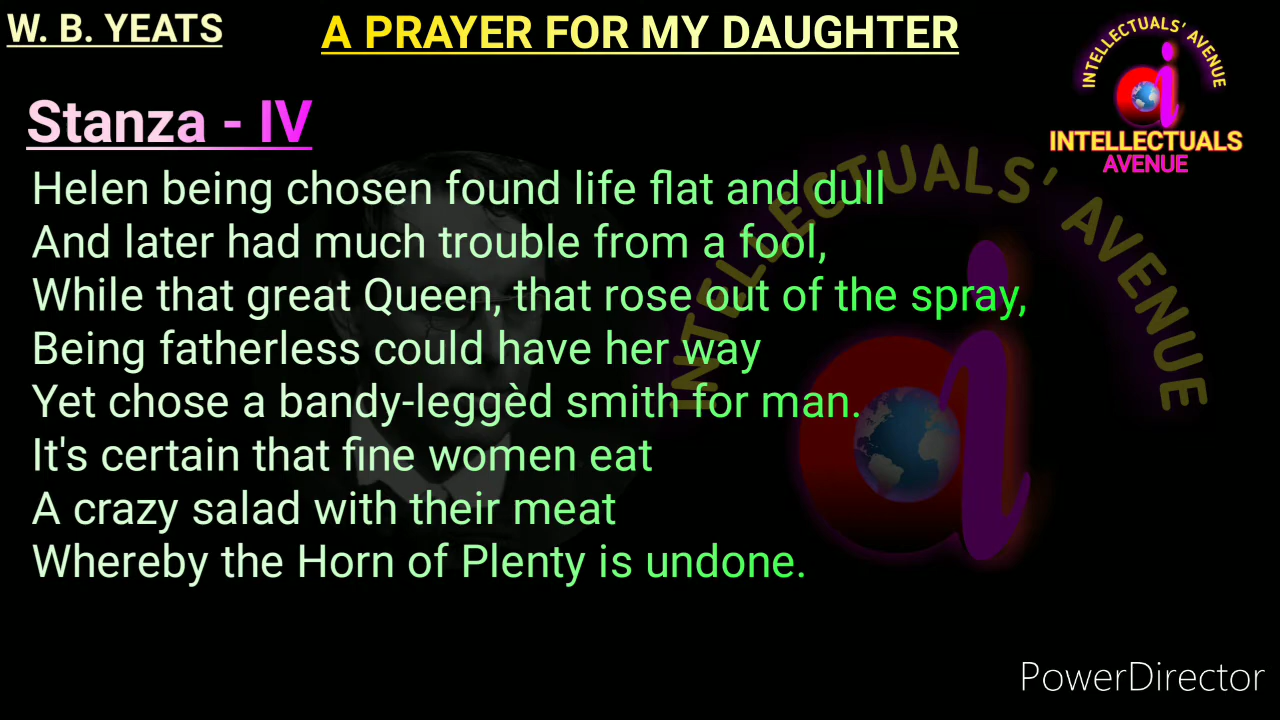 W. B. YEATS
A PRAYER FOR MY DAUGHTER
INTELLECTUALS' AVENUE
INTELLECTUALS
AVENUE
Stanza - IV
Helen being chosen found life flat and dull
And later had much trouble from a fool,
While that great Queen, that rose out of the spray,
Being fatherless could have her way
Yet chose a bandy-leggèd smith for man.
It's certain that fine women eat
A crazy salad with their meat
Whereby the Horn of Plenty is undone.
INTELLECTUALS' AVENUE
PowerDirector